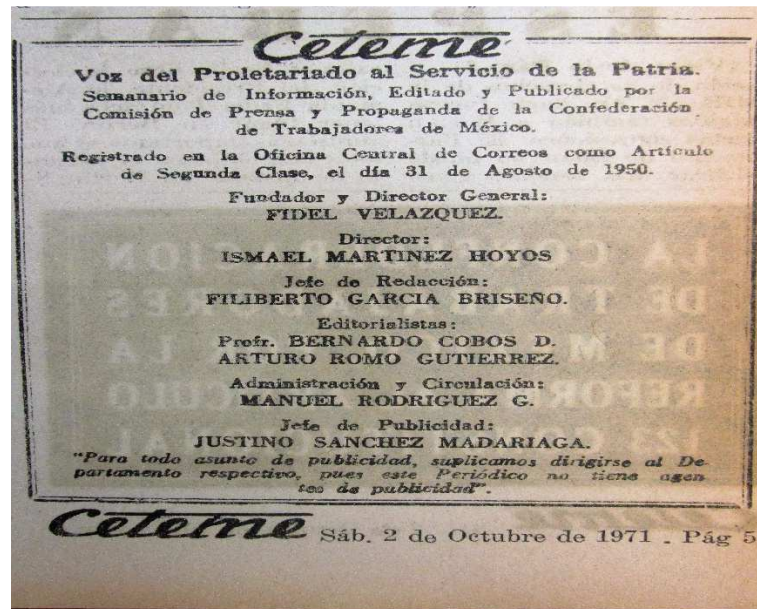 Ceteme
Voz del Proletariado al Servicio de la Patria.
Semanario de Información, Editado y Publicado por la
Comisión de Prensa y Propaganda de la Confederación
de Trabajadores de México.
Registrado en la Oficina Central de Correos como Artículo
de Segunda Clase, el día 31 de Agosto de 1950.
Fundador y Director General:
FIDEL VELAZQUEZ.
Director:
ISMAEL MARTINEZ HOYOS
Jefe de Redacción:
FILIBERTO GARCIA BRISEÑO.
Editorialistas:
Profr. BERNARDO COBOS D.
ARTURO ROMO GUTIERREZ.
Administración y Circulación:
MANUEL RODRIGUEZ G.
Jefe de Publicidad:
JUSTINO SANCHEZ MADARIAGA.
"Para todo asunto de publicidad, suplicamos dirigirse al De-
partamento respectivo, pues este Periódico no tiene agen
tes de publicidad".
Ceteme Sáb. 2 de Octubre de 1971 . Pág 5